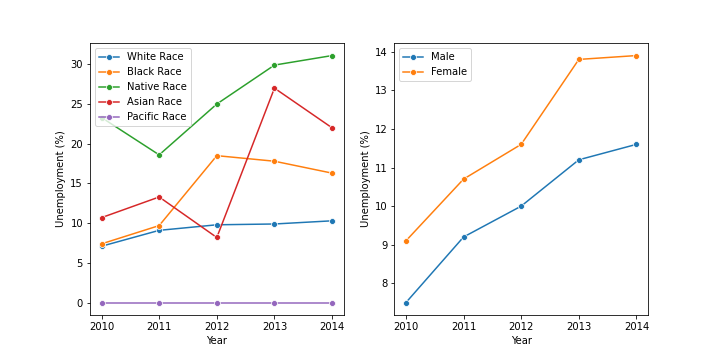 White Race
Black Race
Native Race
Asian Race
Pacific Race
30
25
20
15
10
5
0
Unemployment (%)
2010 2011 2012 2013 2014
Year
Male
Female
14
13
12
11
10
9
8
Unemployment (%)
2010 2011 2012 2013 2014
Year